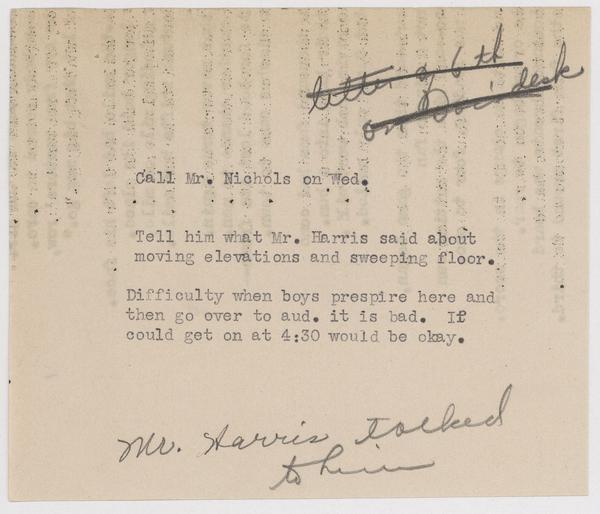 letter of 6th
on Doc's desk
Call Mr. Nichols on Wed.
Tell him what Mr. Harris said about
moving elevations and sweeping floor.
Difficulty when boys prespire here and
then go over to aud. it is bad. If
could get on at 4:30 would be okay.
Mr. Harris talked
to him